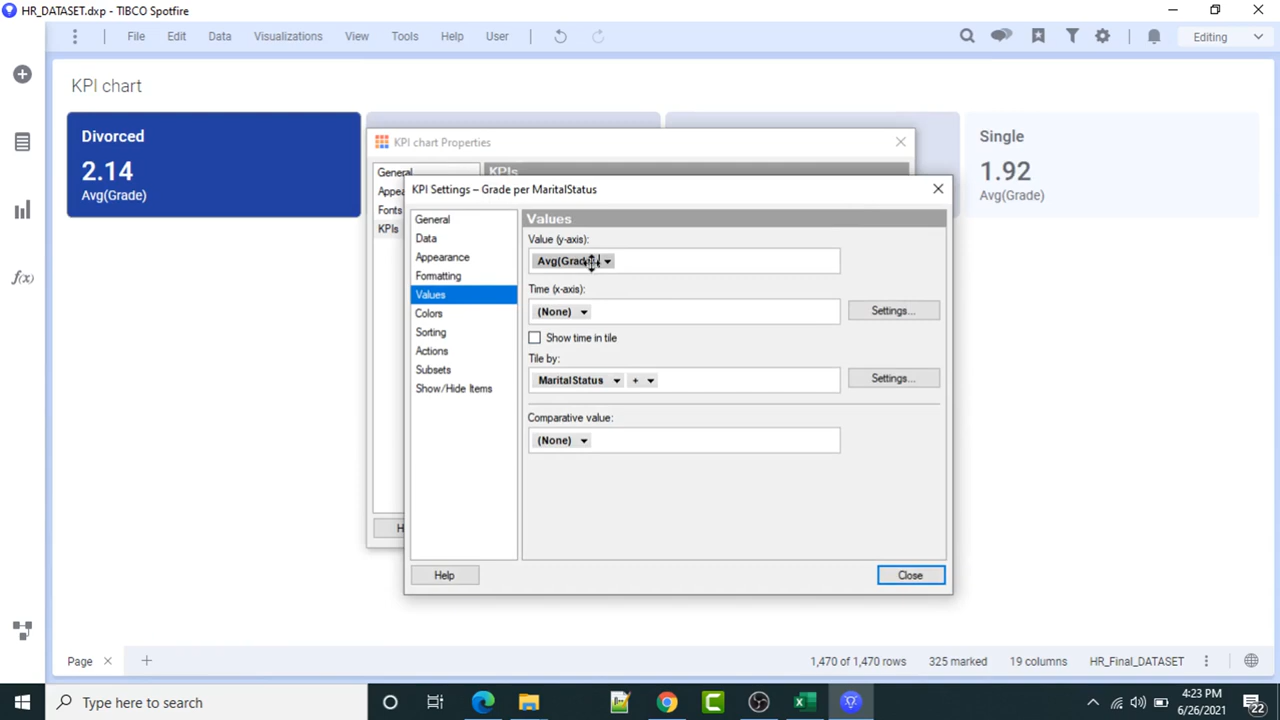 HR_DATASET.dxp - TIBCO Spotfire
File Edit Data Visualizations View Tools Help User Editing
KPI chart
Divorced
2.14
Avg(Grade)
Single
1.92
Avg(Grade)
KPI chart Properties
General
KPIs
Fonts
KPIs
KPI Settings – Grade per MaritalStatus
General
Data
Appearance
Formatting
Values
Colors
Sorting
Actions
Subsets
Show/Hide Items
Values
Value (y-axis):
Time (x-axis):
(None)
Settings...
Show time in tile
Tile by:
MaritalStatus +
Settings...
Comparative value:
(None)
Help
Close
Page
1,470 of 1,470 rows 325 marked 19 columns HR_Final_DATASET
f(x)
Type here to search
4:23 PM
6/26/2021
22